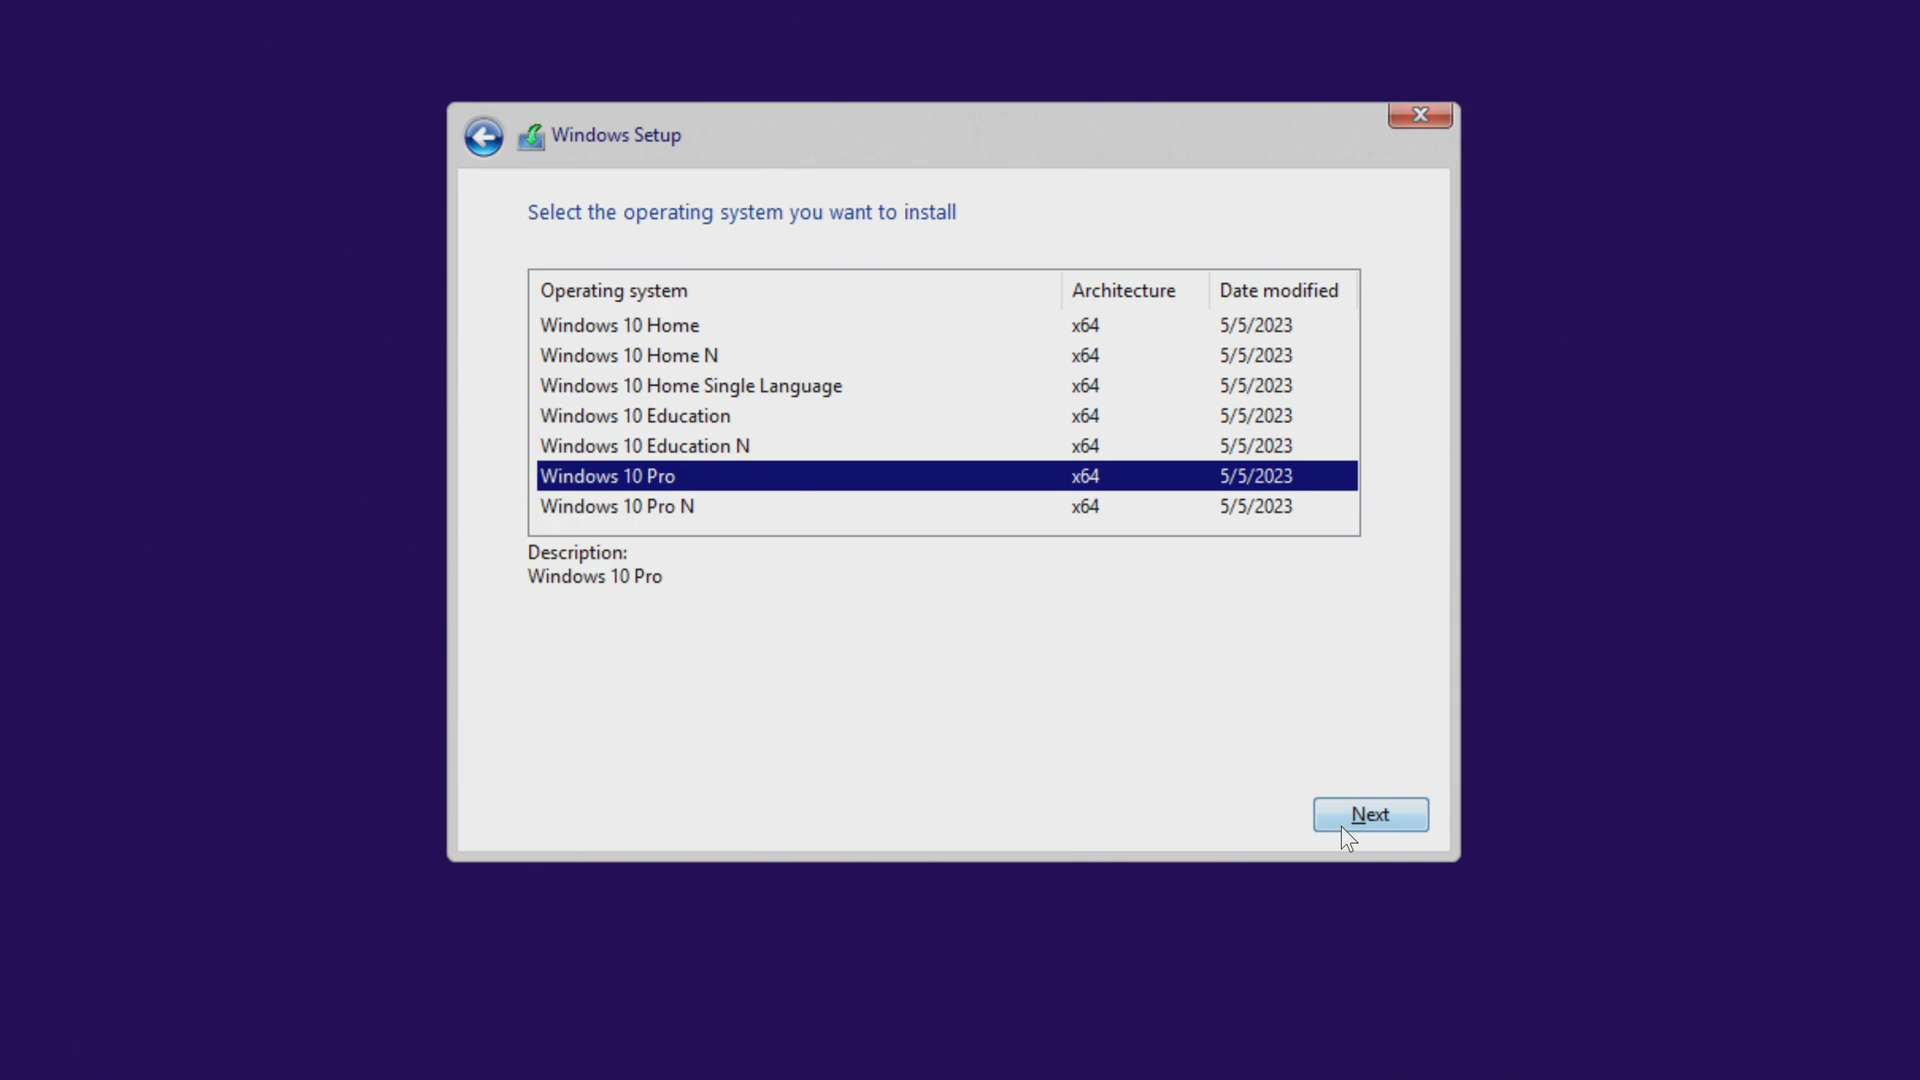 Windows Setup
Select the operating system you want to install
Operating system Architecture Date modified
Windows 10 Home x64 5/5/2023
Windows 10 Home N x64 5/5/2023
Windows 10 Home Single Language x64 5/5/2023
Windows 10 Education x64 5/5/2023
Windows 10 Education N x64 5/5/2023
Windows 10 Pro x64 5/5/2023
Windows 10 Pro N x64 5/5/2023
Description:
Windows 10 Pro
Next